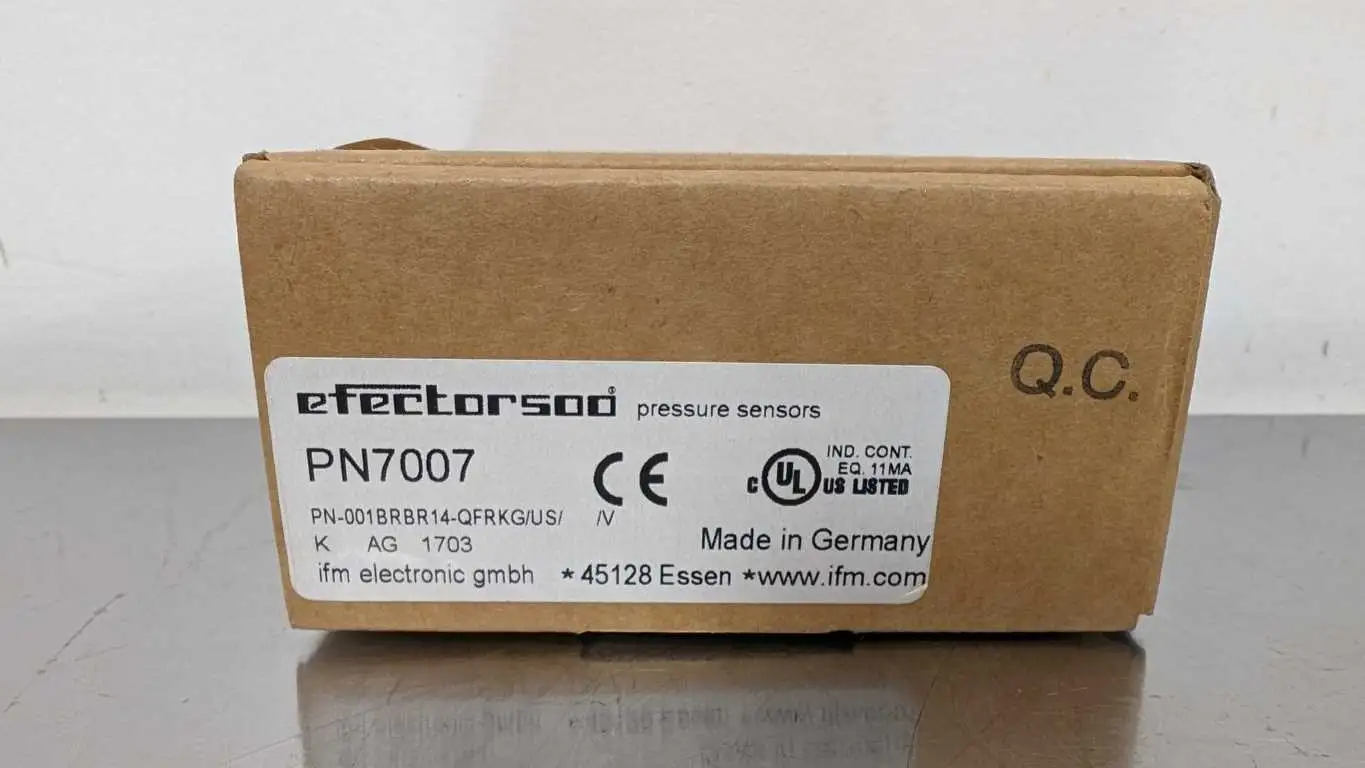 efector500® pressure sensors
PN7007
CE
c UL US LISTED
IND. CONT.
EQ. 11MA
PN-001BRBR14-QFRKG/US/ /V
K AG 1703
Made in Germany
ifm electronic gmbh * 45128 Essen * www.ifm.com
Q.C.